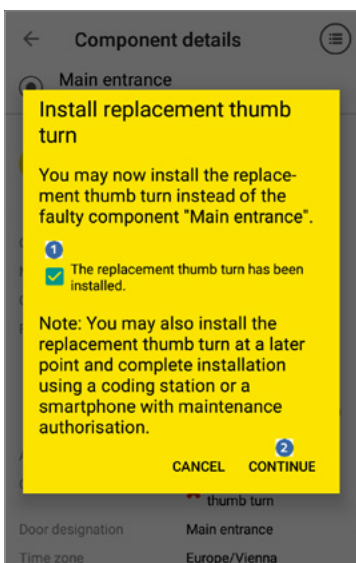 Component details
Main entrance
Install replacement thumb
turn
You may now install the replace-
ment thumb turn instead of the
faulty component "Main entrance".
1
The replacement thumb turn has been
installed.
Note: You may also install the
replacement thumb turn at a later
point and complete installation
using a coding station or a
smartphone with maintenance
authorisation.
2
CANCEL CONTINUE
thumb turn
Door designation Main entrance
Time zone Europe/Vienna